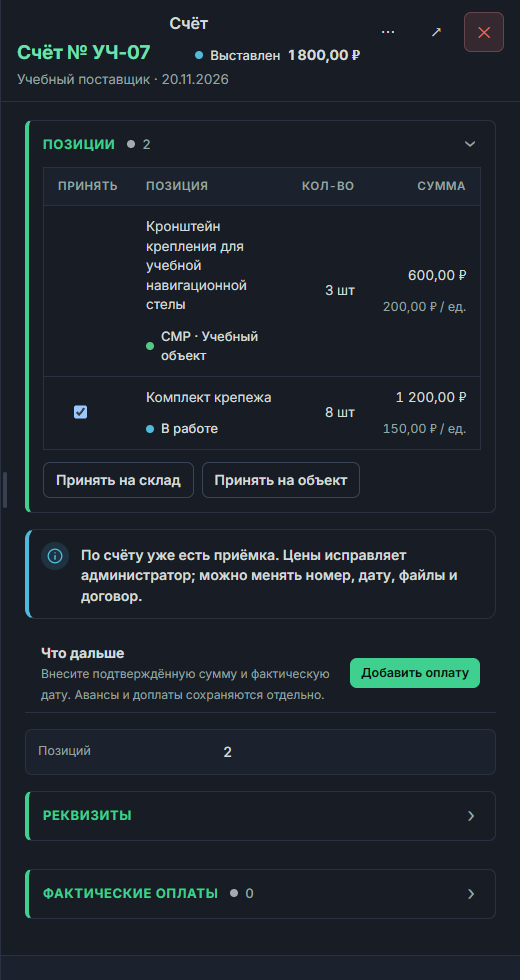 Счёт
Счёт № УЧ-07
Выставлен 1 800,00 ₽
Учебный поставщик · 20.11.2026
ПОЗИЦИИ 2
ПРИНЯТЬ ПОЗИЦИЯ КОЛ-ВО СУММА
Кронштейн
крепления для
учебной
навигационной
стелы
3 шт
600,00 ₽
200,00 ₽ / ед.
СМР · Учебный
объект
Комплект крепежа
8 шт
1 200,00 ₽
В работе
150,00 ₽ / ед.
Принять на склад Принять на объект
По счёту уже есть приёмка. Цены исправляет
администратор; можно менять номер, дату, файлы и
договор.
Что дальше
Внесите подтверждённую сумму и фактическую
дату. Авансы и доплаты сохраняются отдельно.
Добавить оплату
Позиций 2
РЕКВИЗИТЫ
ФАКТИЧЕСКИЕ ОПЛАТЫ 0